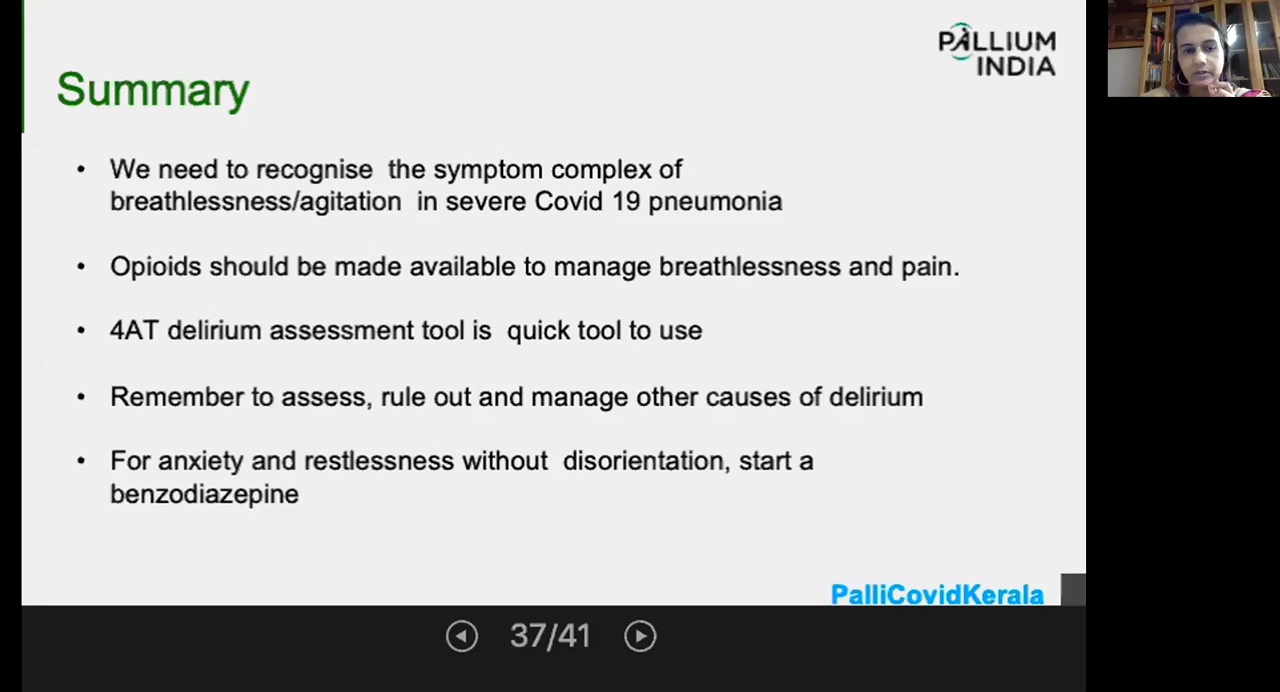 PALLIUM
INDIA
Summary
• We need to recognise the symptom complex of
breathlessness/agitation in severe Covid 19 pneumonia
• Opioids should be made available to manage breathlessness and pain.
• 4AT delirium assessment tool is quick tool to use
• Remember to assess, rule out and manage other causes of delirium
• For anxiety and restlessness without disorientation, start a
benzodiazepine
PalliCovidKerala
37/41